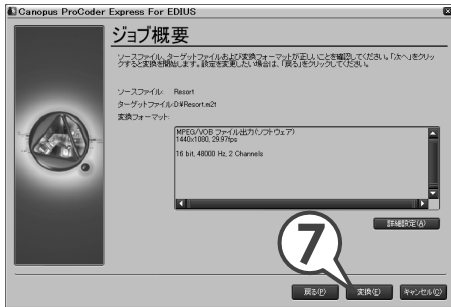 Canopus ProCoder Express For EDIUS
ジョブ概要
ソースファイル、ターゲットファイルおよび変換フォーマットが正しいことを確認してください。「次へ」をクリッ
クすると変換を開始します。設定を変更したい場合は、「戻る」をクリックしてください。
ソースファイル: Resort
ターゲットファイル:D:¥Resort.m2t
変換フォーマット:
MPEG/VOB ファイル出力(ソフトウェア)
1440x1080, 29.97fps
16 bit, 48000 Hz, 2 Channels
詳細設定(A)
7
戻る(P)
変換(E)
キャンセル(C)